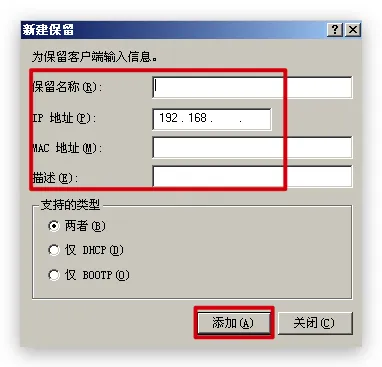 新建保留
为保留客户端输入信息。
保留名称(R):
IP 地址(P): 192 . 168 . .
MAC 地址(M):
描述(E):
支持的类型
两者(B)
仅 DHCP(D)
仅 BOOTP(O)
添加(A) 关闭(C)